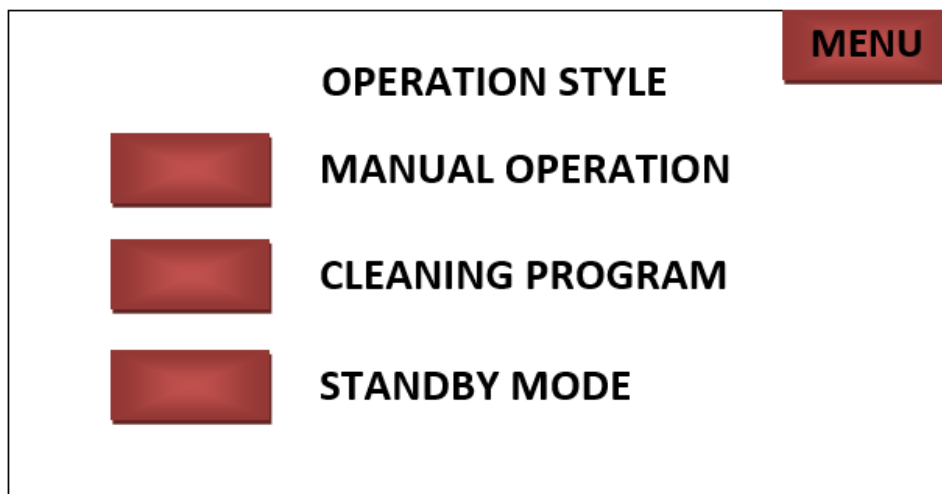 MENU
OPERATION STYLE
MANUAL OPERATION
CLEANING PROGRAM
STANDBY MODE